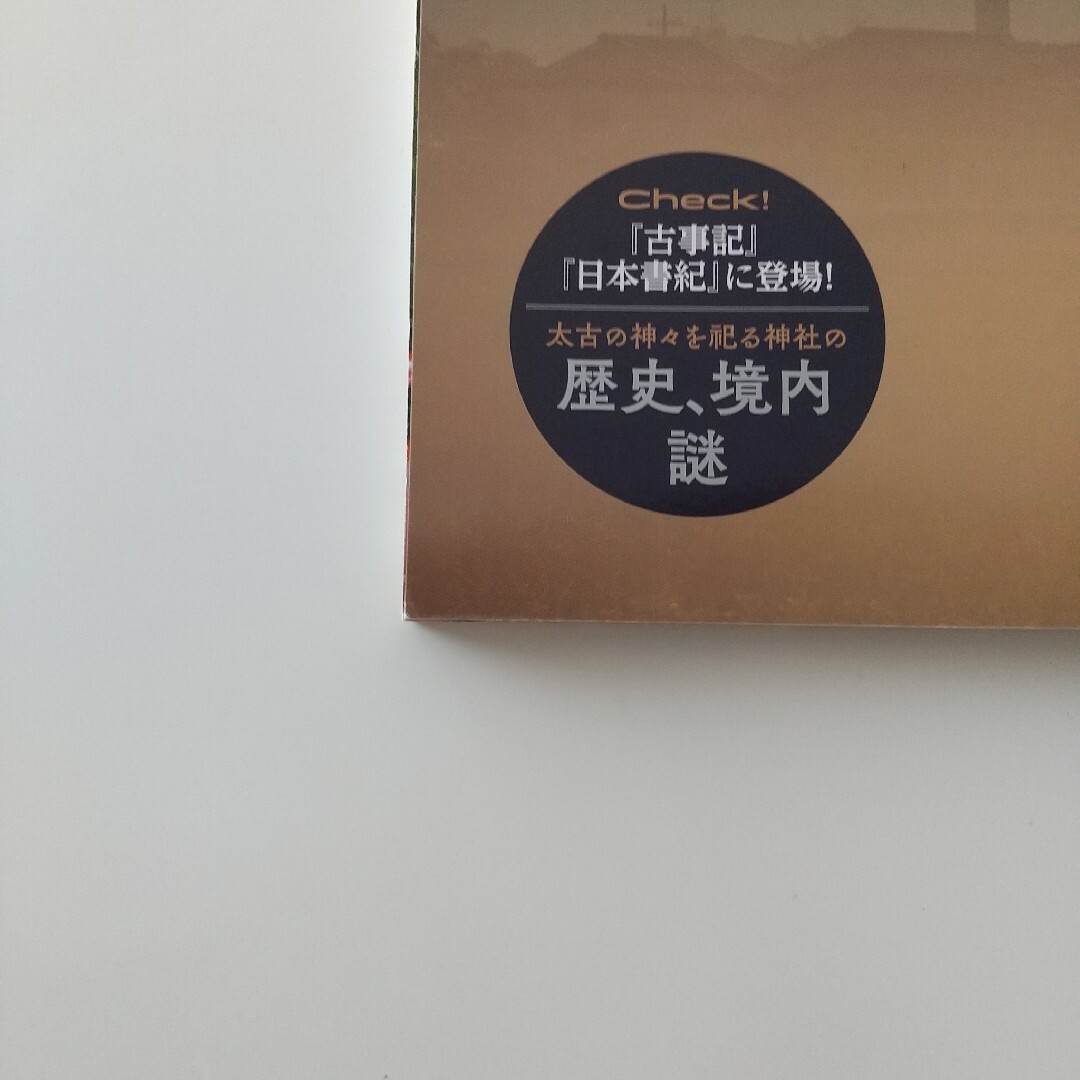 Check!
『古事記』
『日本書紀』に登場!
太古の神々を祀る神社の
歴史、境内
謎